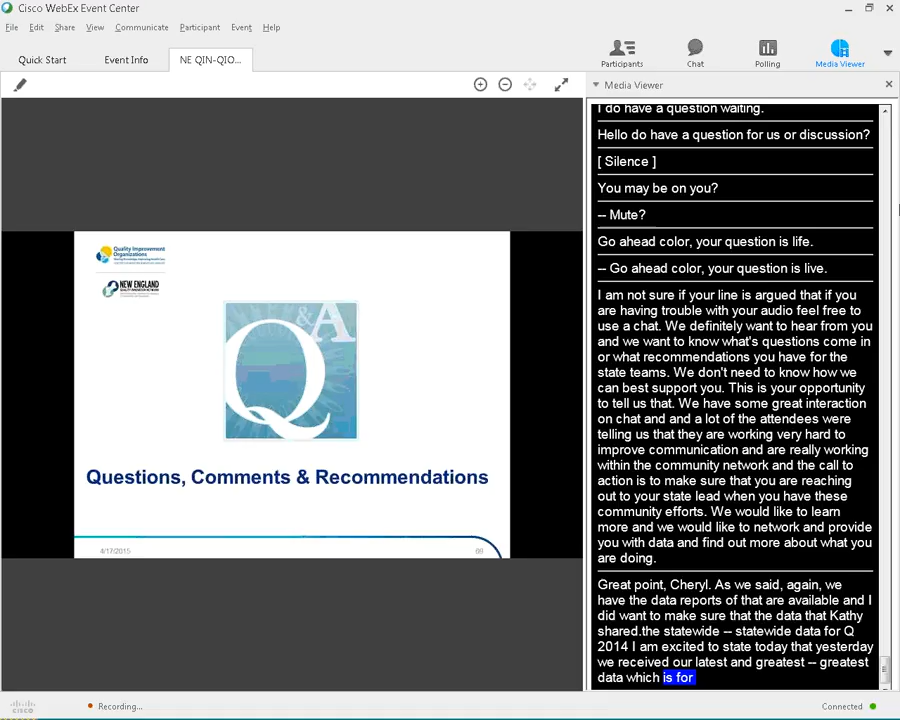 Cisco WebEx Event Center
File Edit Share View Communicate Participant Event Help
Quick Start Event Info NE QIN-QIO...
Participants Chat Polling Media Viewer
Media Viewer
I do have a question waiting.
Hello do have a question for us or discussion?
[ Silence ]
You may be on you?
-- Mute?
Go ahead color, your question is life.
-- Go ahead color, your question is live.
I am not sure if your line is argued that if you
are having trouble with your audio feel free to
use a chat. We definitely want to hear from you
and we want to know what's questions come in
or what recommendations you have for the
state teams. We don't need to know how we
can best support you. This is your opportunity
to tell us that. We have some great interaction
on chat and and a lot of the attendees were
telling us that they are working very hard to
improve communication and are really working
within the community network and the call to
action is to make sure that you are reaching
out to your state lead when you have these
community efforts. We would like to learn
more and we would like to network and provide
you with data and find out more about what you
are doing.
Great point, Cheryl. As we said, again, we
have the data reports of that are available and I
did want to make sure that the data that Kathy
shared.the statewide -- statewide data for Q
2014 I am excited to state today that yesterday
we received our latest and greatest -- greatest
data which is for
Quality Improvement
Organizations
NEW ENGLAND
Q & A
Questions, Comments & Recommendations
4/17/2015
69
cisco
Recording...
Connected